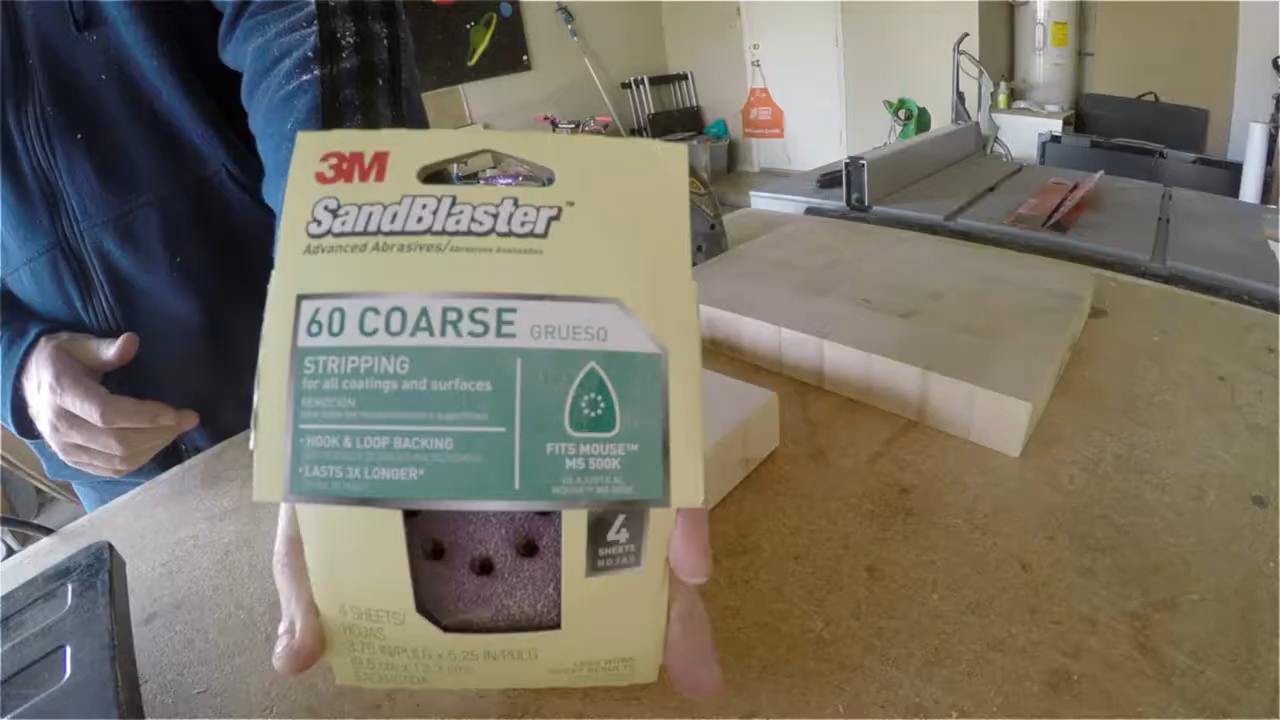 3M
SandBlaster™
Advanced Abrasives/Abrasivos Avanzados
60 COARSE GRUESO
STRIPPING
for all coatings and surfaces
REMOCIÓN
• HOOK & LOOP BACKING
• LASTS 3X LONGER*
FITS MOUSE™
MS 500K
4
SHEETS
HOJAS
4 SHEETS/
HOJAS
3.75 IN/PULG x 5.25 IN/PULG